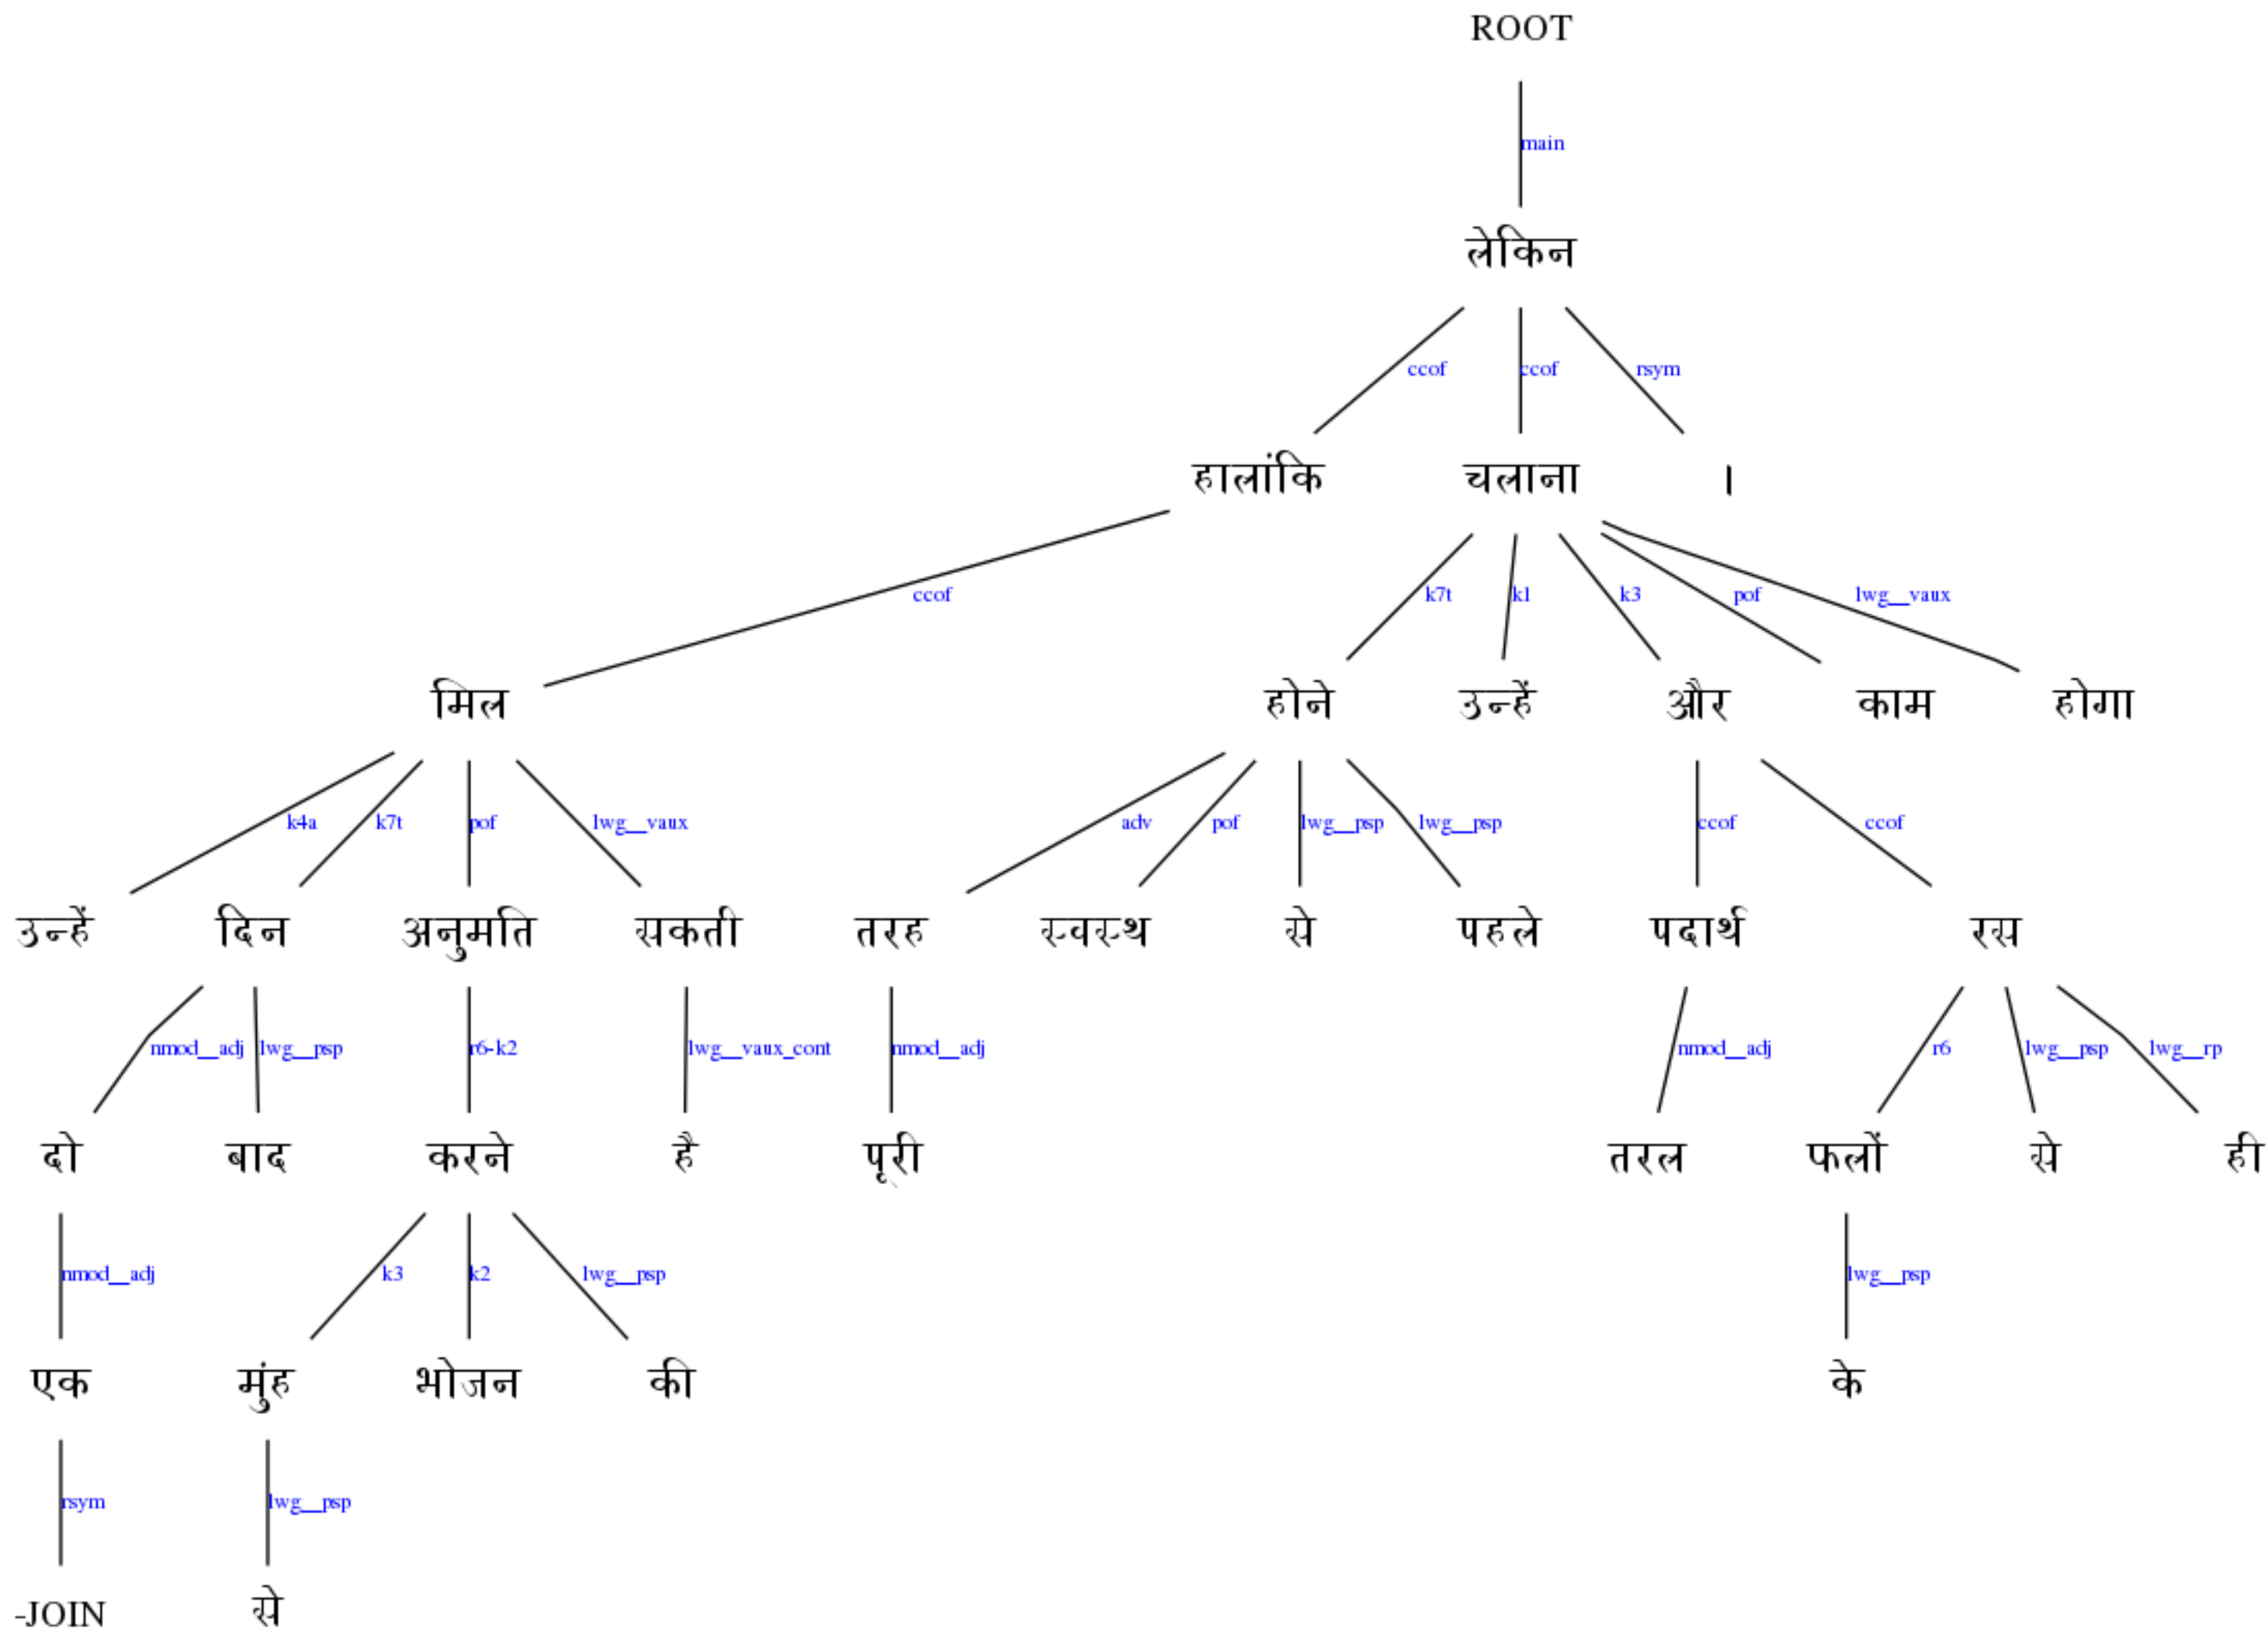 ROOT
main
लेकिन
ccof ccof rsym
हालांकि चलाना ।
ccof k7t k1 k3 pof lwg__vaux
मिल होने उन्हें और काम होगा
k4a k7t pof lwg__vaux adv pof lwg__psp lwg__psp ccof ccof
उन्हें दिन अनुमति सकती तरह स्वस्थ से पहले पदार्थ रस
nmod__adj lwg__psp r6-k2 lwg__vaux_cont nmod__adj nmod__adj r6 lwg__psp lwg__rp
दो बाद करने है पूरी तरल फलों से ही
nmod__adj k3 k2 lwg__psp lwg__psp
एक मुंह भोजन की के
rsym lwg__psp
-JOIN से